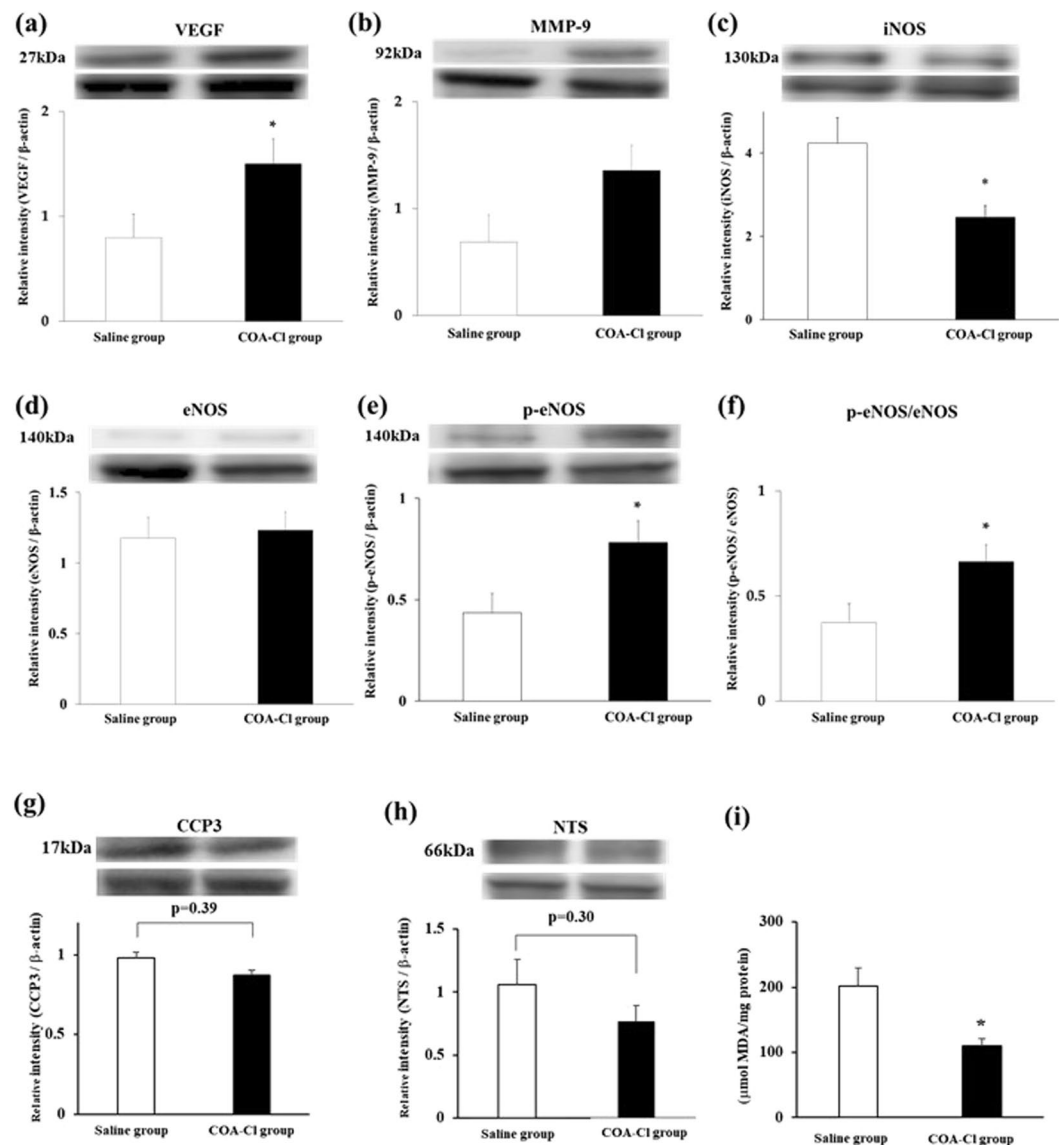 (a)
VEGF
27kDa
Relative intensity (VEGF / β-actin)
2
1
0
*
Saline group
COA-Cl group
(b)
MMP-9
92kDa
Relative intensity (MMP-9 / β-actin)
2
1
0
Saline group
COA-Cl group
(c)
iNOS
130kDa
Relative intensity (iNOS / β-actin)
4
2
0
*
Saline group
COA-Cl group
(d)
eNOS
140kDa
Relative intensity (eNOS / β-actin)
1.5
1
0.5
0
Saline group
COA-Cl group
(e)
p-eNOS
140kDa
Relative intensity (p-eNOS / β-actin)
1
0.5
0
*
Saline group
COA-Cl group
(f)
p-eNOS/eNOS
Relative intensity (p-eNOS / eNOS)
1
0.5
0
*
Saline group
COA-Cl group
(g)
CCP3
17kDa
p=0.39
Relative intensity (CCP3 / β-actin)
1
0.5
0
Saline group
COA-Cl group
(h)
NTS
66kDa
p=0.30
Relative intensity (NTS / β-actin)
1.5
1
0.5
0
Saline group
COA-Cl group
(i)
(μmol MDA/mg protein)
300
200
100
0
*
Saline group
COA-Cl group